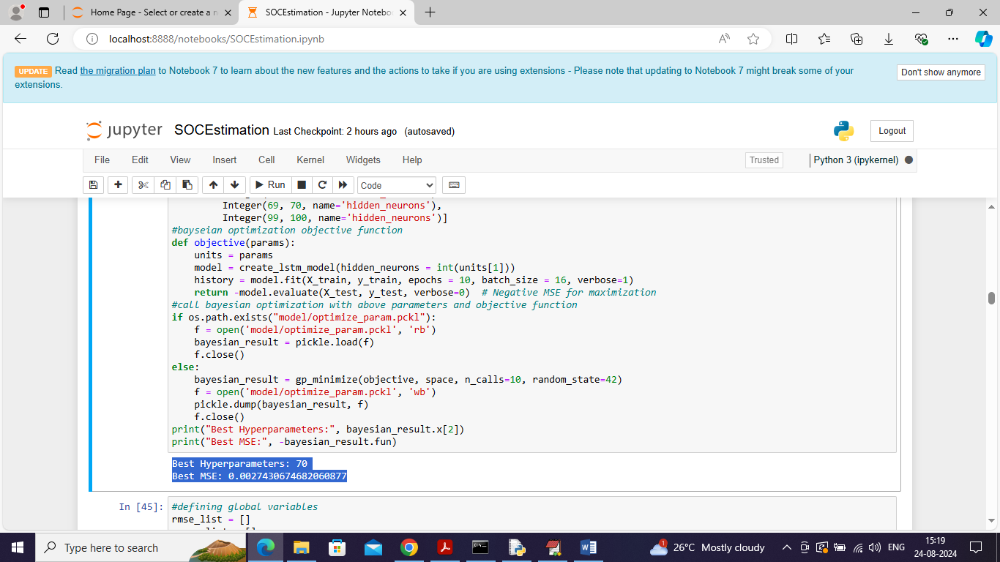 Home Page - Select or create a n
SOCEstimation - Jupyter Notebo
localhost:8888/notebooks/SOCEstimation.ipynb
UPDATE Read the migration plan to Notebook 7 to learn about the new features and the actions to take if you are using extensions - Please note that updating to Notebook 7 might break some of your
extensions.
Don't show anymore
jupyter SOCEstimation Last Checkpoint: 2 hours ago (autosaved)
Logout
File Edit View Insert Cell Kernel Widgets Help
Trusted
Python 3 (ipykernel)
Run
Code
Integer(69, 70, name='hidden_neurons'),
Integer(99, 100, name='hidden_neurons')]
#bayseian optimization objective function
def objective(params):
units = params
model = create_lstm_model(hidden_neurons = int(units[1]))
history = model.fit(X_train, y_train, epochs = 10, batch_size = 16, verbose=1)
return -model.evaluate(X_test, y_test, verbose=0)  # Negative MSE for maximization
#call bayesian optimization with above parameters and objective function
if os.path.exists("model/optimize_param.pckl"):
f = open('model/optimize_param.pckl', 'rb')
bayesian_result = pickle.load(f)
f.close()
else:
bayesian_result = gp_minimize(objective, space, n_calls=10, random_state=42)
f = open('model/optimize_param.pckl', 'wb')
pickle.dump(bayesian_result, f)
f.close()
print("Best Hyperparameters:", bayesian_result.x[2])
print("Best MSE:", -bayesian_result.fun)
Best Hyperparameters: 70
Best MSE: 0.0027430674682060877
In [45]:
#defining global variables
rmse_list = []
Type here to search
1
26°C Mostly cloudy
ENG
15:19
24-08-2024